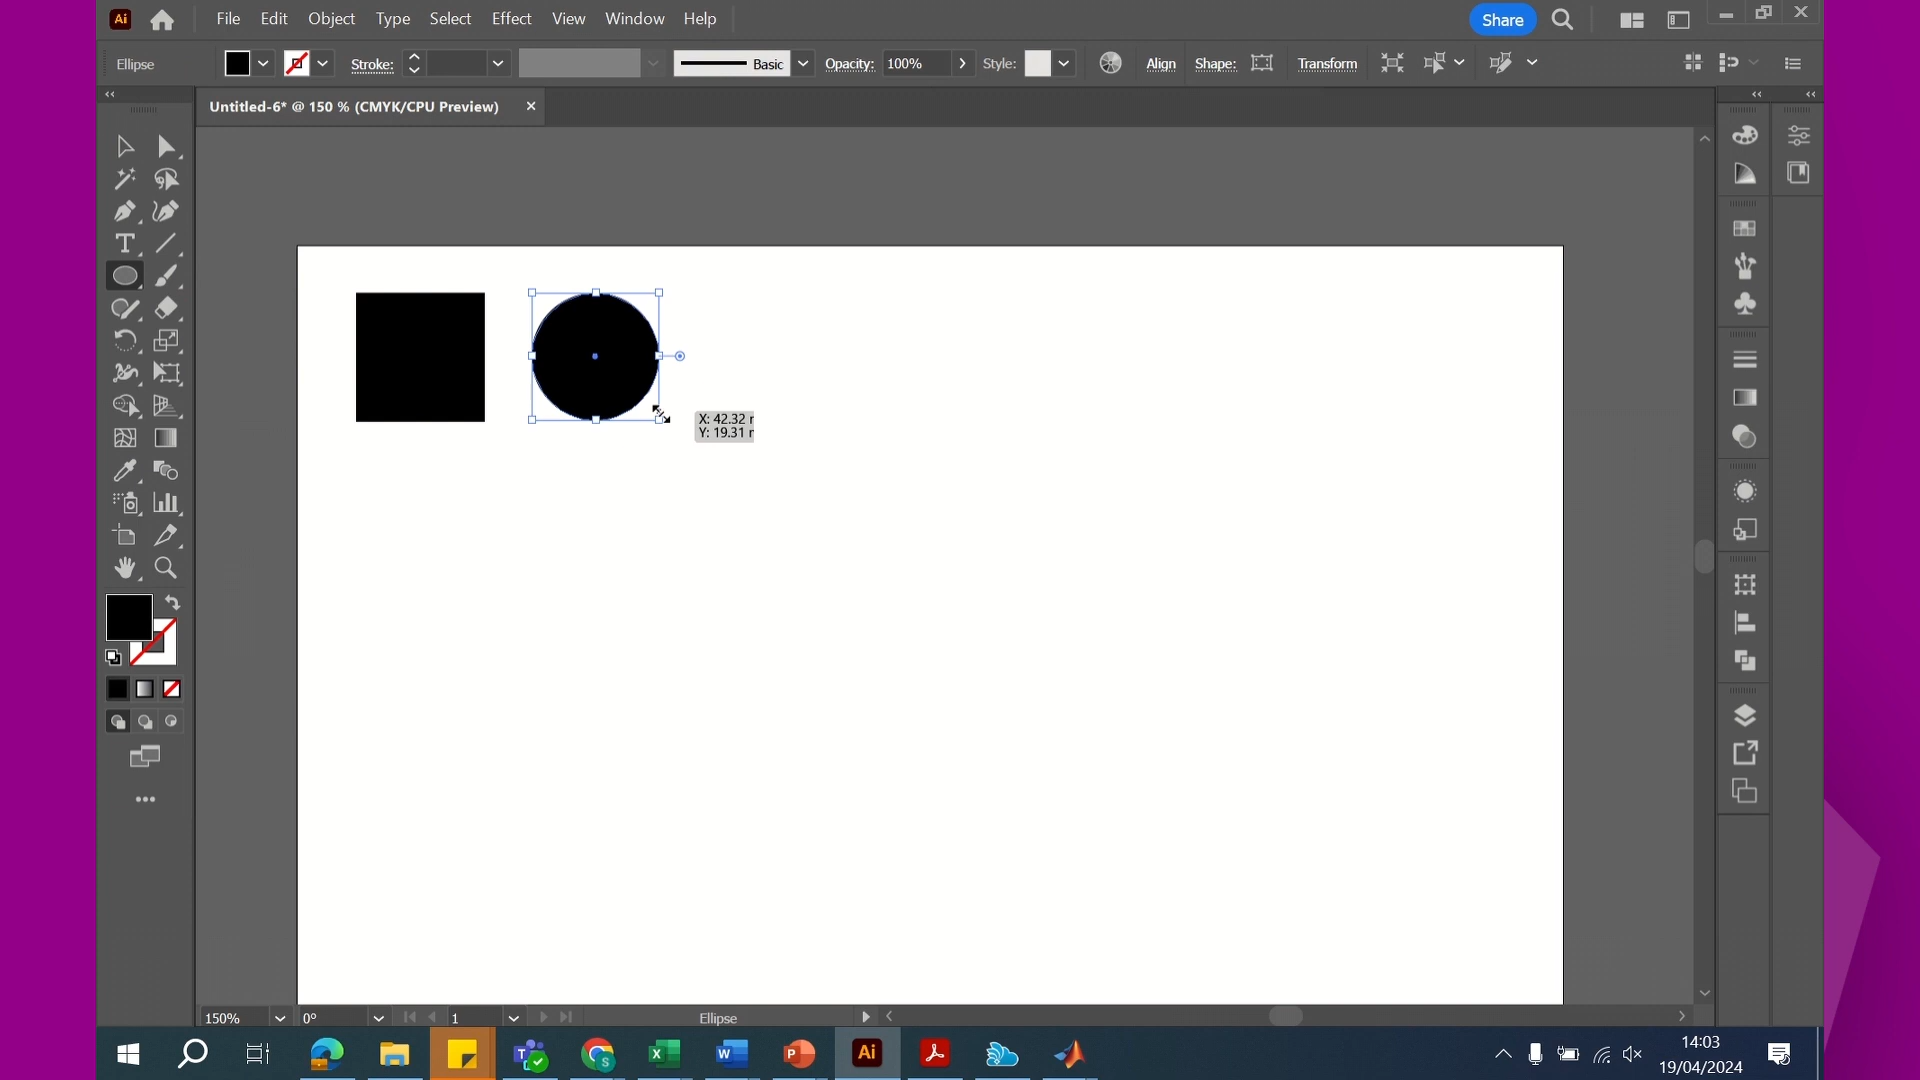 Ai File Edit Object Type Select Effect View Window Help Share
Ellipse Stroke: Basic Opacity: 100% Style: Align Shape: Transform
Untitled-6* @ 150 % (CMYK/CPU Preview)
X: 42.32
Y: 19.31
150% 0° 1 Ellipse
Ai
14:03
19/04/2024